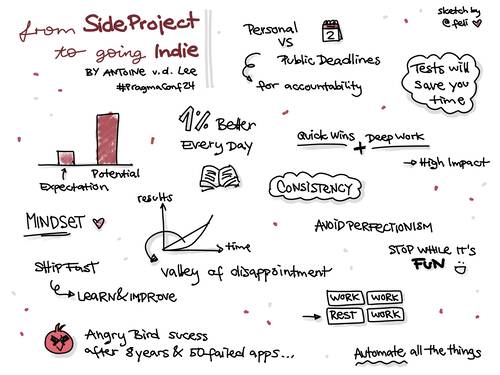 from SideProject
to going Indie
BY ANTOINE v.d. LEE
#PragmaConf24
Personal
VS
Public Deadlines
for accountability
2
sketch by
@feli
Tests will
save you
time
1% Better
Every Day
Quick Wins + Deep Work
→ High Impact
Expectation
Potential
CONSISTENCY
MINDSET
results
time
valley of disappointment
AVOID PERFECTIONISM
STOP WHILE IT'S
FUN
SHIP FAST
LEARN & IMPROVE
WORK WORK
REST WORK
Angry Bird sucess
after 8 years & 50 failed apps...
Automate all the things